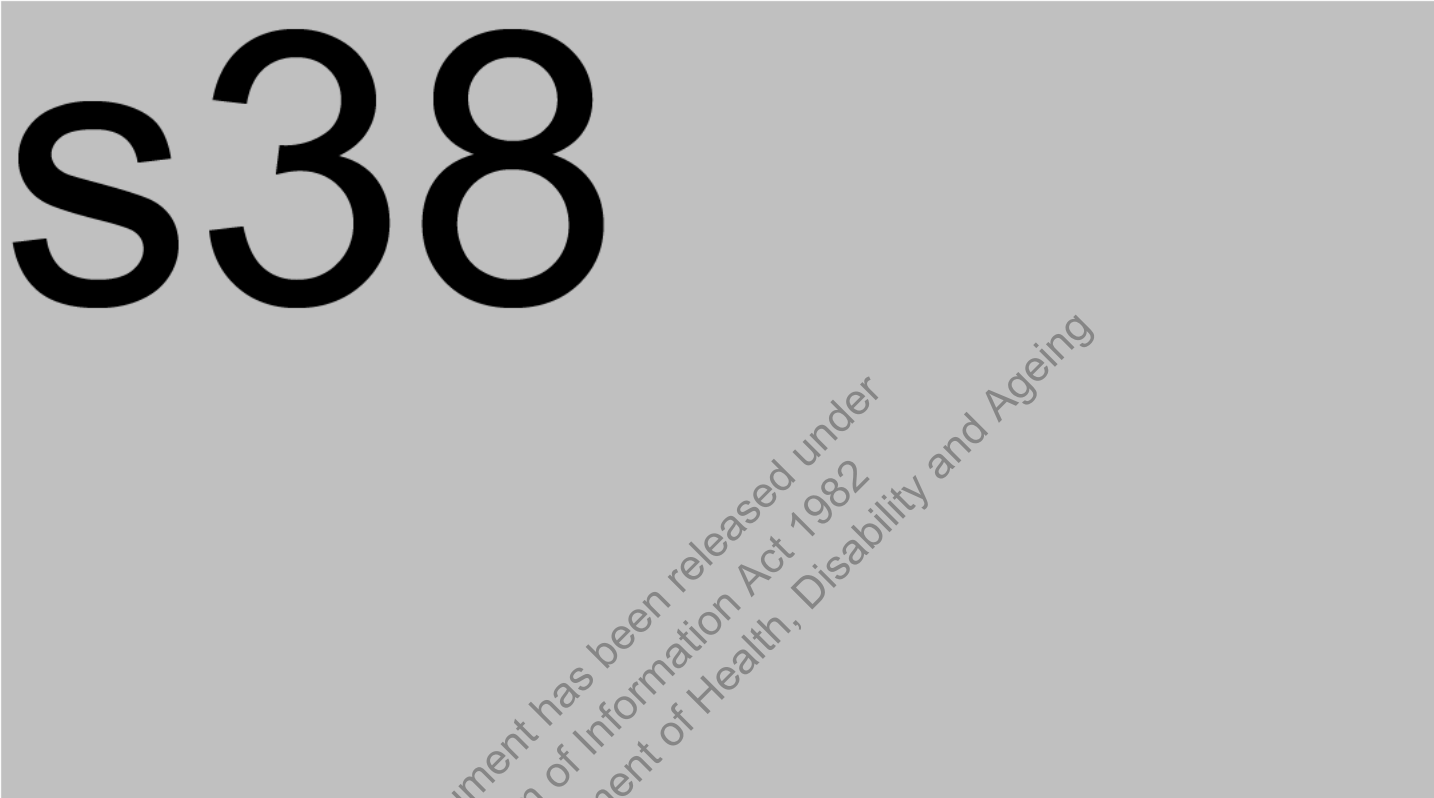 s38
ument has been released under
of Information Act 1982
ent of Health, Disability and Ageing